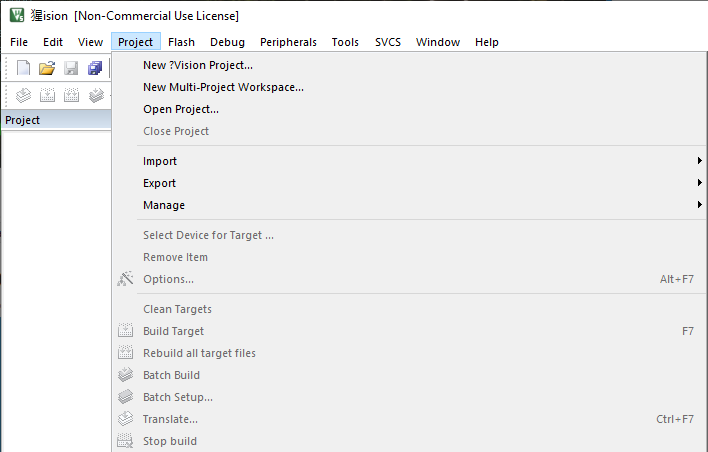 猩ision [Non-Commercial Use License]
File Edit View Project Flash Debug Peripherals Tools SVCS Window Help
Project
New ?Vision Project...
New Multi-Project Workspace...
Open Project...
Close Project
Import
Export
Manage
Select Device for Target ...
Remove Item
Options... Alt+F7
Clean Targets
Build Target F7
Rebuild all target files
Batch Build
Batch Setup...
Translate... Ctrl+F7
Stop build